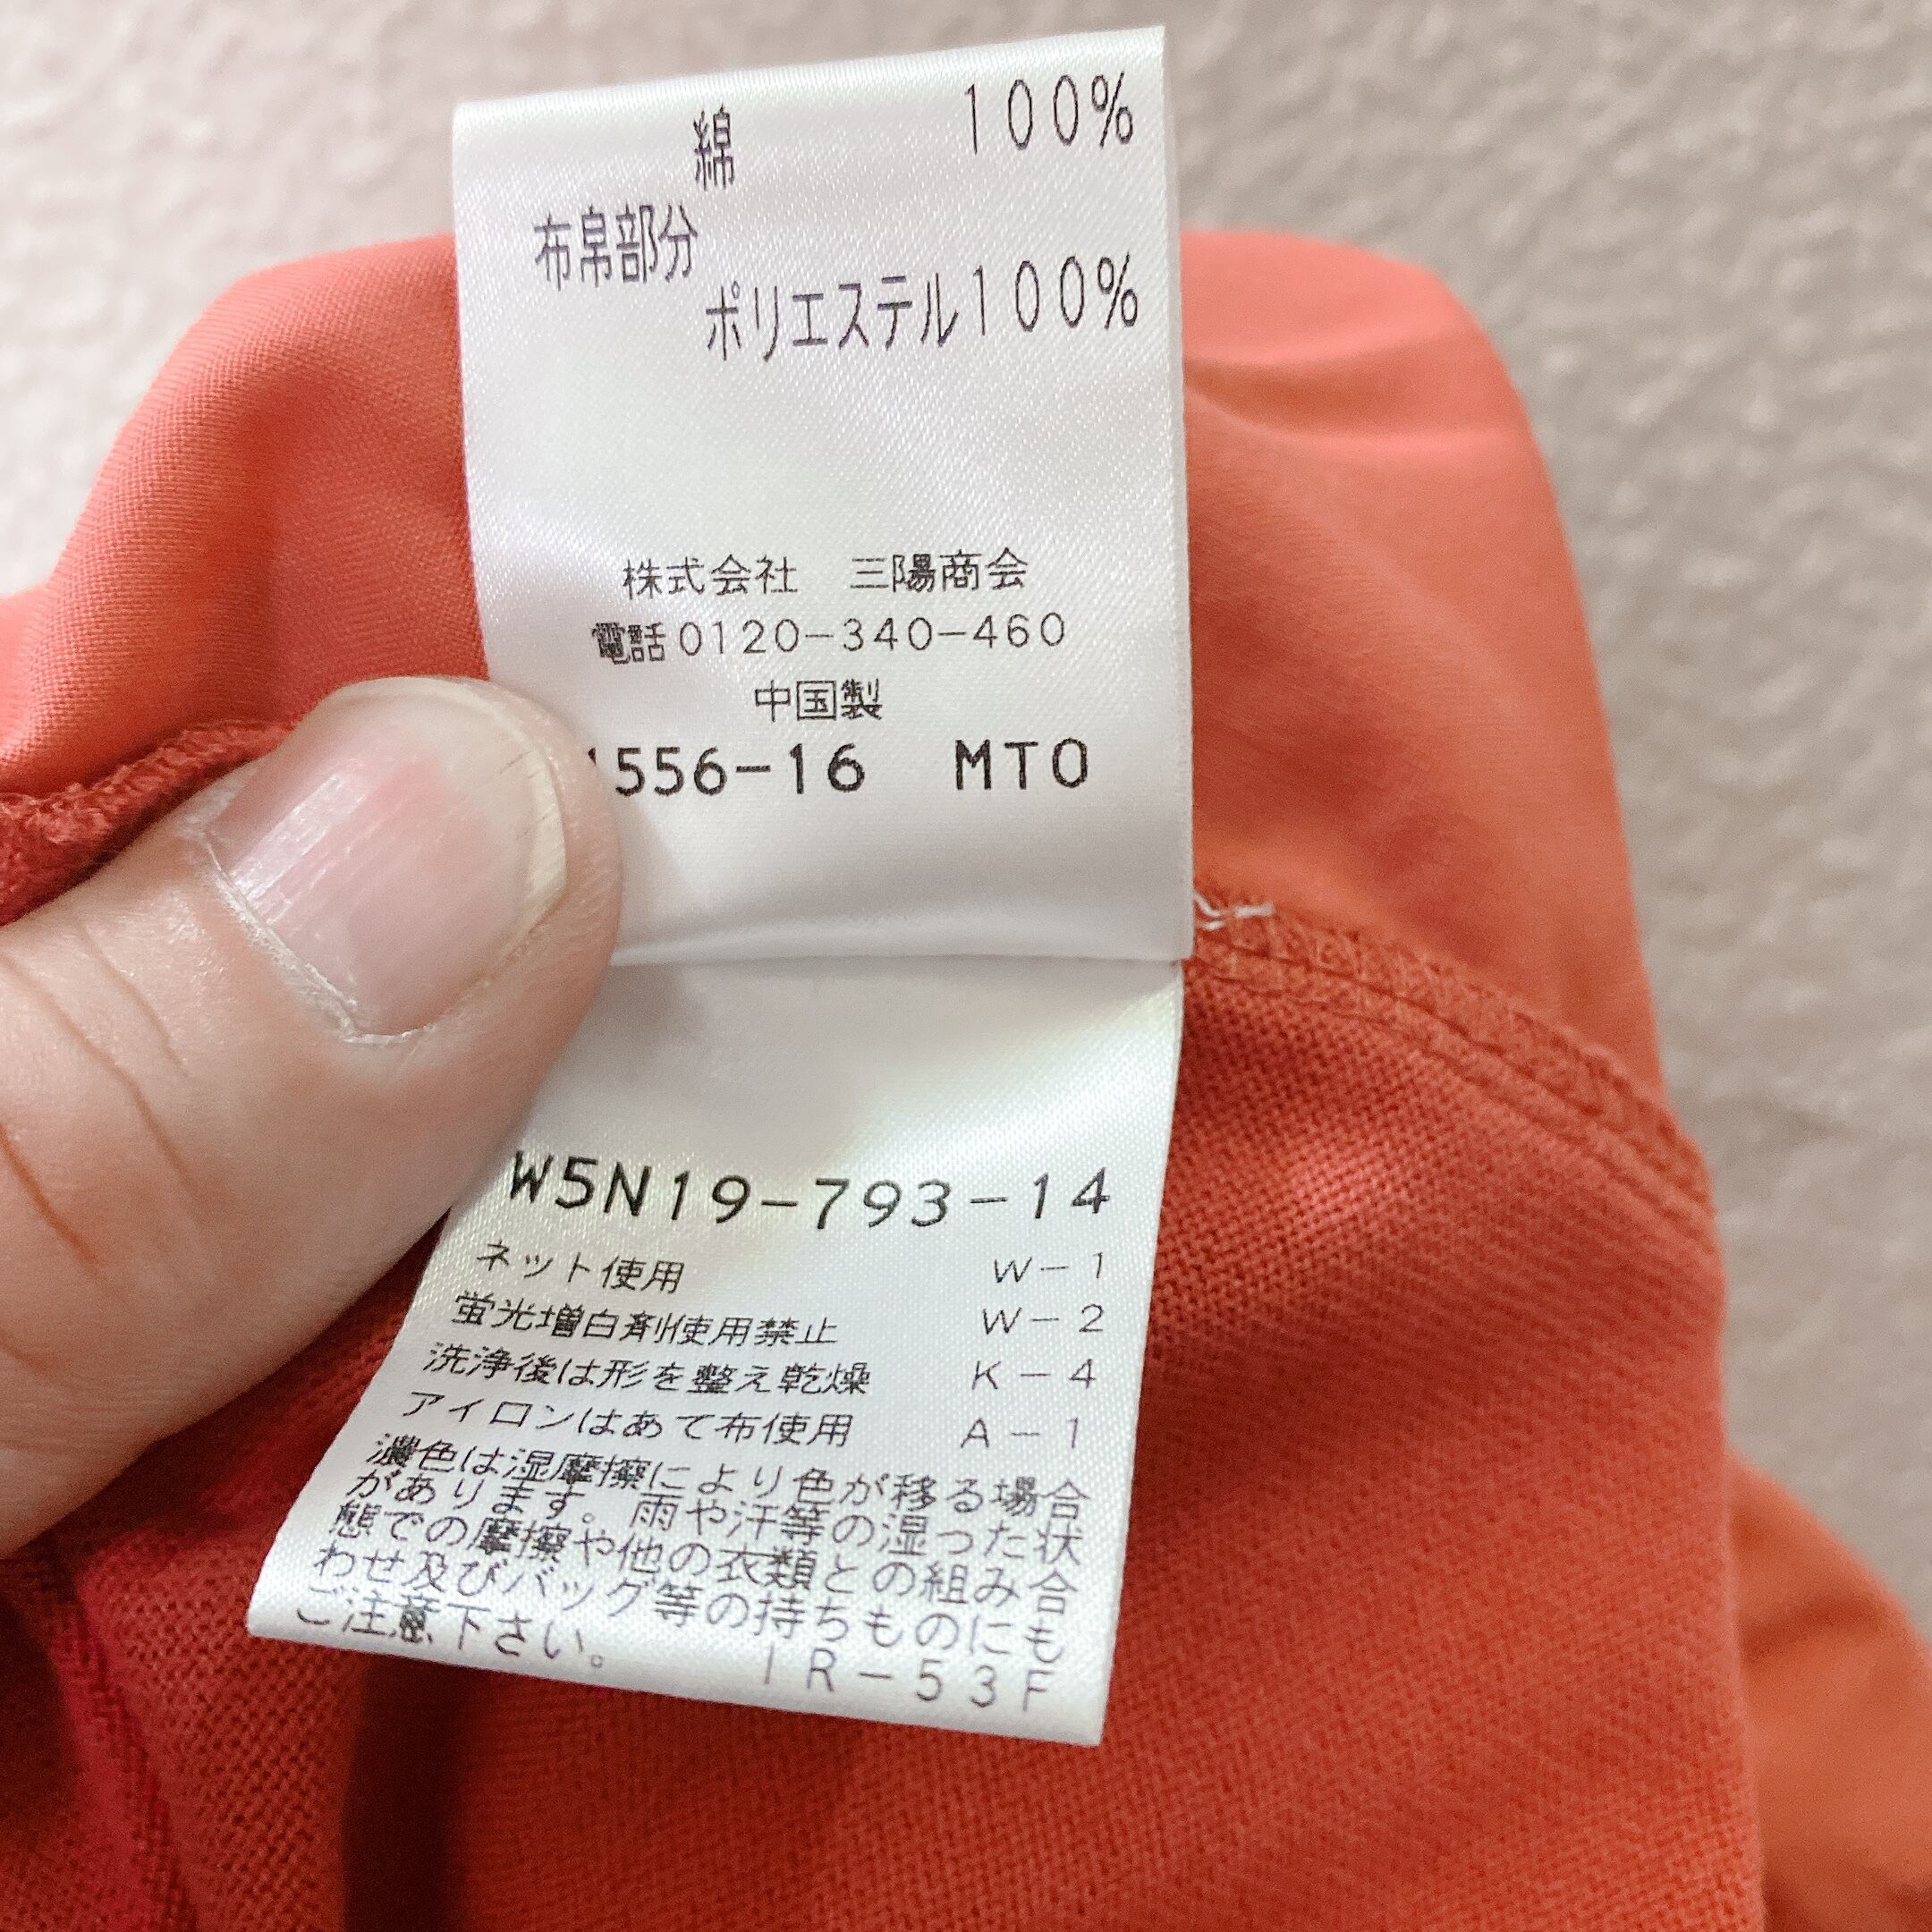 綿 100%
布帛部分
ポリエステル100%
株式会社 三陽商会
電話0120-340-460
中国製
1556-16 MTO
W5N19-793-14
ネット使用 W-1
蛍光増白剤使用禁止 W-2
洗浄後は形を整え乾燥 K-4
アイロンはあて布使用 A-1
濃色は湿摩擦により色が移る場合
があります。雨や汗等の湿った状
態での摩擦や他の衣類との組み合
わせ及びバッグ等の持ちものにも
ご注意下さい。 IR-53F